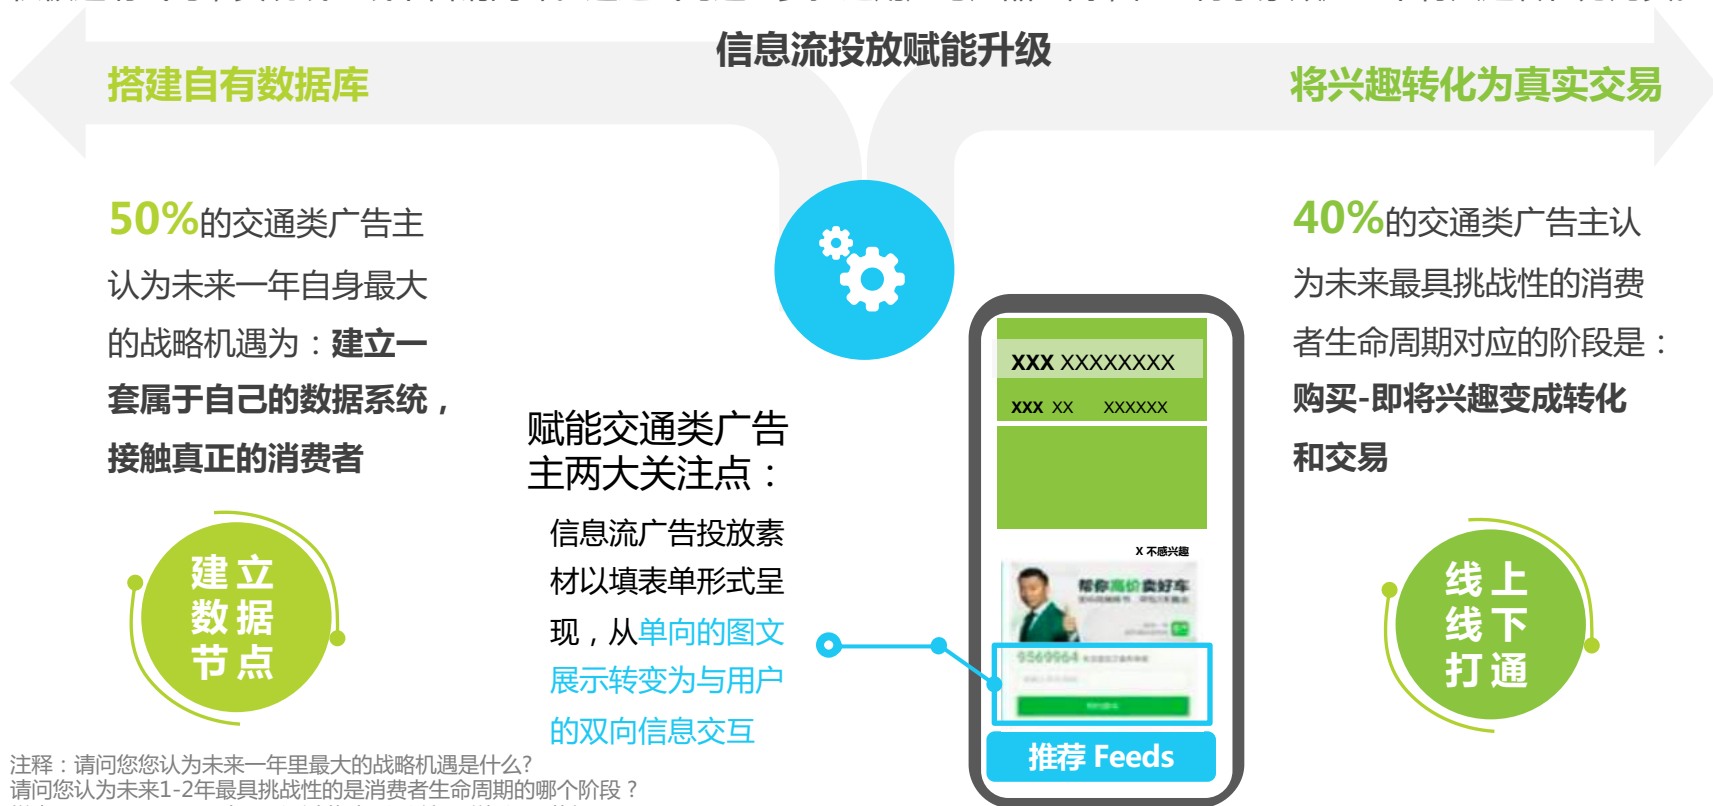 信息流投放赋能升级
搭建自有数据库
将兴趣转化为真实交易
50%的交通类广告主
认为未来一年自身最大
的战略机遇为：建立一
套属于自己的数据系统，
接触真正的消费者
建立
数据
节点
赋能交通类广告
主两大关注点：
信息流广告投放素
材以填表单形式呈
现，从单向的图文
展示转变为与用户
的双向信息交互
XXX XXXXXXXX
XXX XX XXXXXX
X 不感兴趣
帮你高价卖好车
9569964
推荐 Feeds
40%的交通类广告主认
为未来最具挑战性的消费
者生命周期对应的阶段是：
购买-即将兴趣变成转化
和交易
线上
线下
打通
注释：请问您您认为未来一年里最大的战略机遇是什么?
请问您认为未来1-2年最具挑战性的是消费者生命周期的哪个阶段？